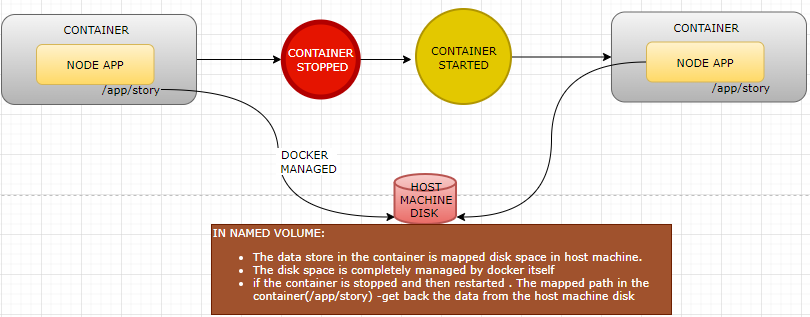 CONTAINER
NODE APP
/app/story
CONTAINER
STOPPED
CONTAINER
STARTED
CONTAINER
NODE APP
/app/story
DOCKER
MANAGED
HOST
MACHINE
DISK
IN NAMED VOLUME:
• The data store in the container is mapped disk space in host machine.
• The disk space is completely managed by docker itself
• if the container is stopped and then restarted . The mapped path in the
container(/app/story) -get back the data from the host machine disk